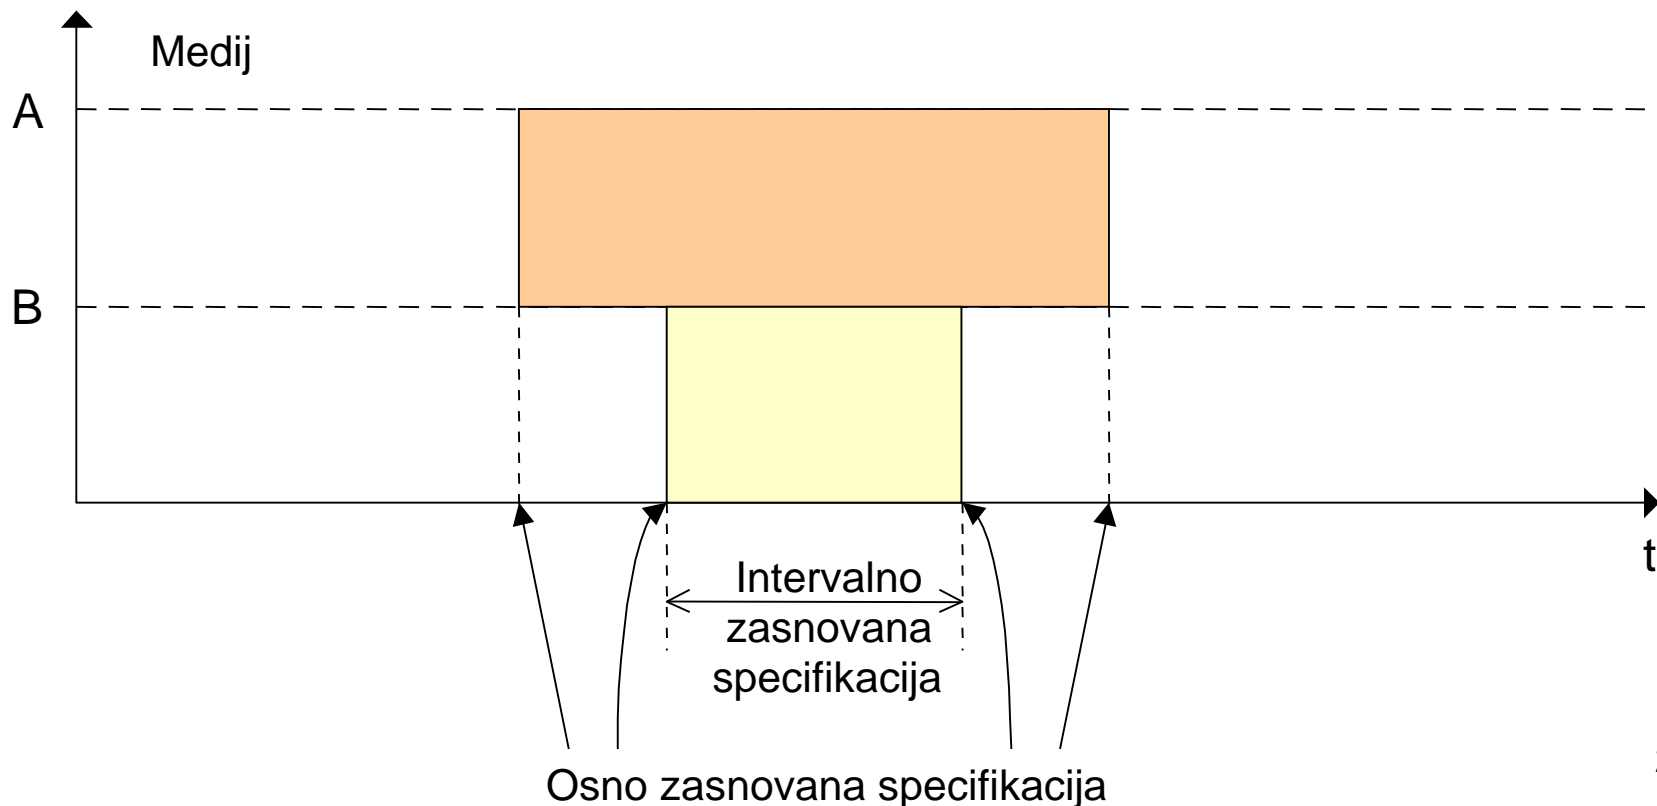 Medij
A
B
t
Intervalno
zasnovana
specifikacija
Osno zasnovana specifikacija